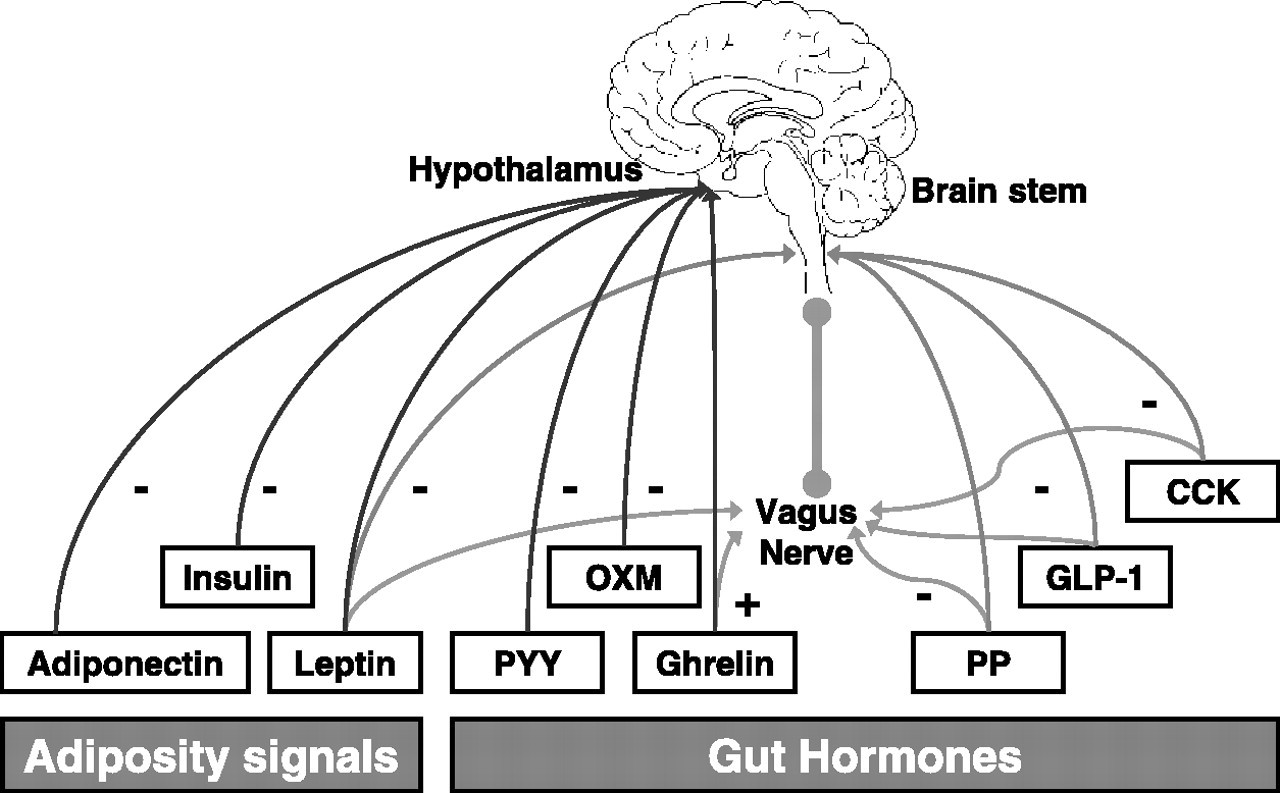 Hypothalamus
Brain stem
-
CCK
-
-
-
-
-
-
Vagus
Nerve
Insulin
OXM
GLP-1
+
-
Adiponectin
Leptin
PYY
Ghrelin
PP
Adiposity signals
Gut Hormones